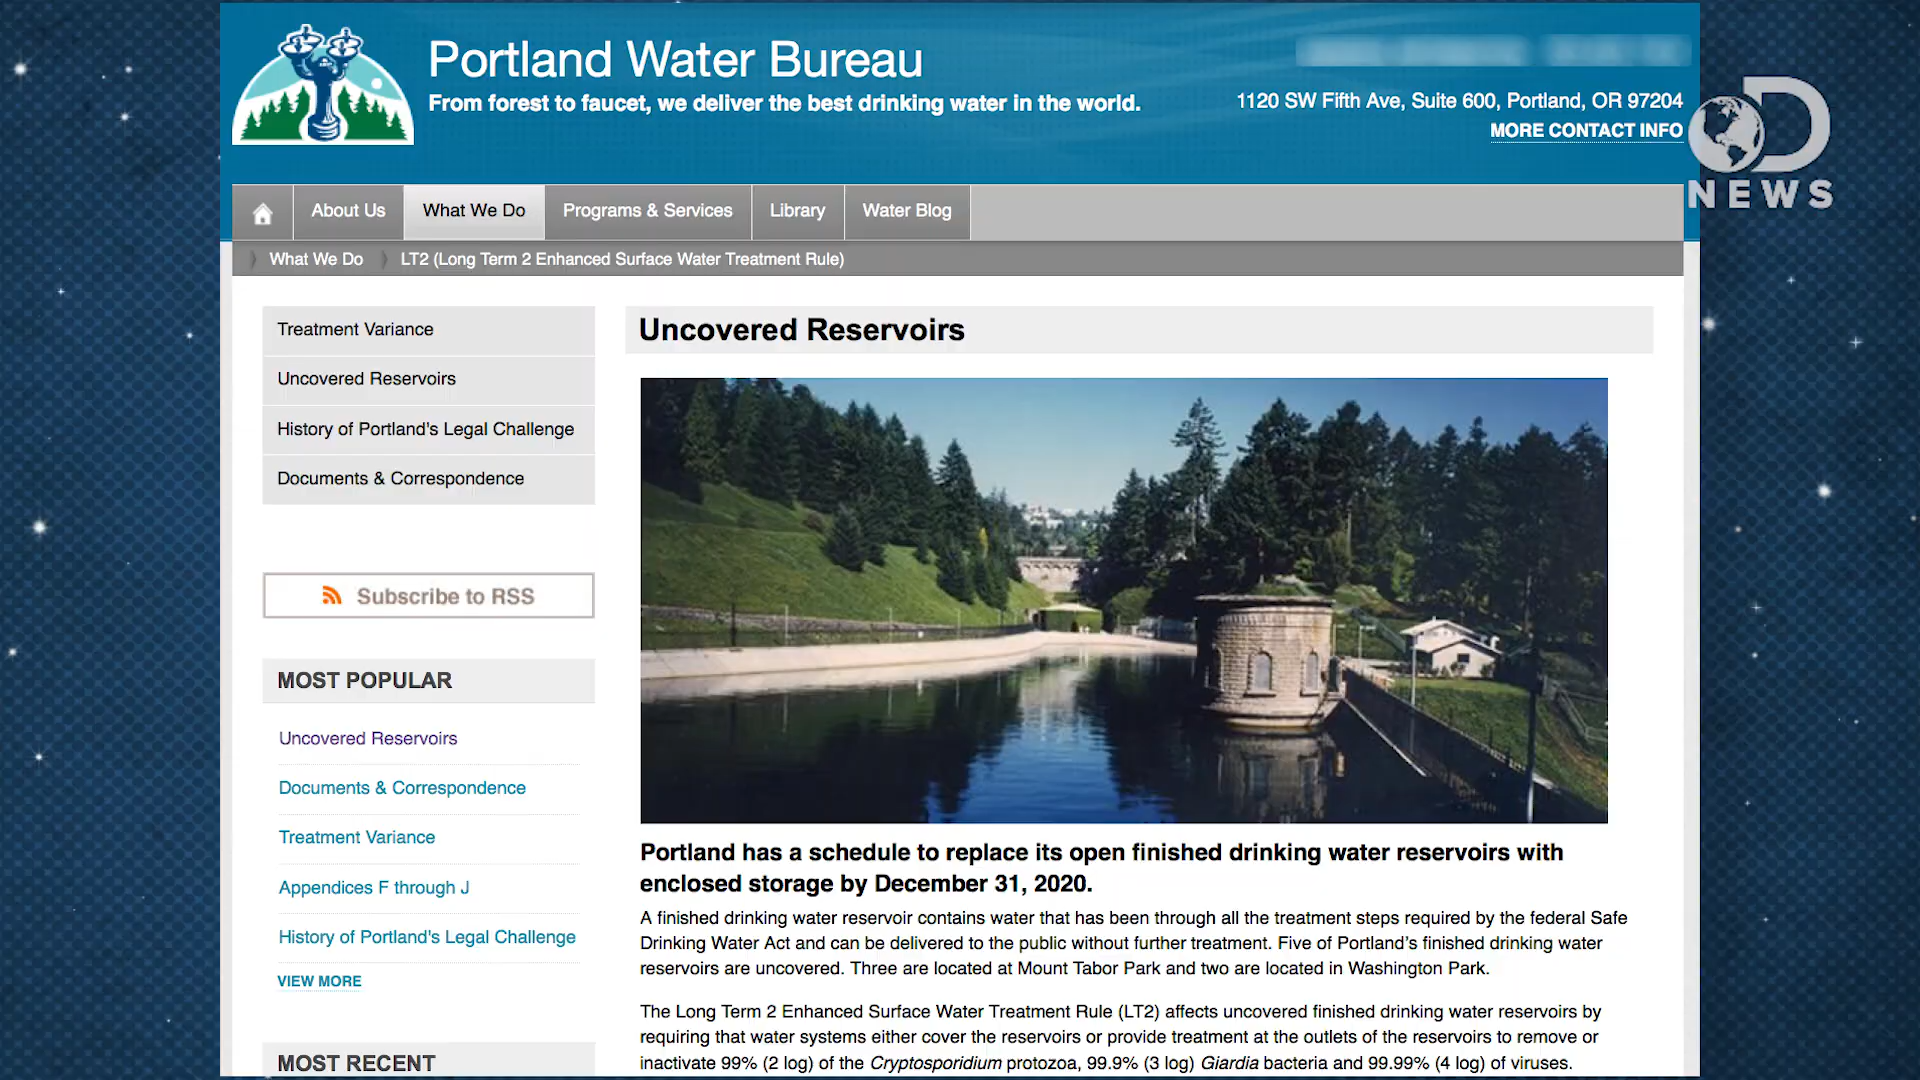 Portland Water Bureau
From forest to faucet, we deliver the best drinking water in the world.
1120 SW Fifth Ave, Suite 600, Portland, OR 97204
MORE CONTACT INFO
D
NEWS
About Us
What We Do
Programs & Services
Library
Water Blog
What We Do
LT2 (Long Term 2 Enhanced Surface Water Treatment Rule)
Treatment Variance
Uncovered Reservoirs
History of Portland's Legal Challenge
Documents & Correspondence
Subscribe to RSS
MOST POPULAR
Uncovered Reservoirs
Documents & Correspondence
Treatment Variance
Appendices F through J
History of Portland's Legal Challenge
VIEW MORE
MOST RECENT
Uncovered Reservoirs
Portland has a schedule to replace its open finished drinking water reservoirs with
enclosed storage by December 31, 2020.
A finished drinking water reservoir contains water that has been through all the treatment steps required by the federal Safe
Drinking Water Act and can be delivered to the public without further treatment. Five of Portland's finished drinking water
reservoirs are uncovered. Three are located at Mount Tabor Park and two are located in Washington Park.
The Long Term 2 Enhanced Surface Water Treatment Rule (LT2) affects uncovered finished drinking water reservoirs by
requiring that water systems either cover the reservoirs or provide treatment at the outlets of the reservoirs to remove or
inactivate 99% (2 log) of the Cryptosporidium protozoa, 99.9% (3 log) Giardia bacteria and 99.99% (4 log) of viruses.